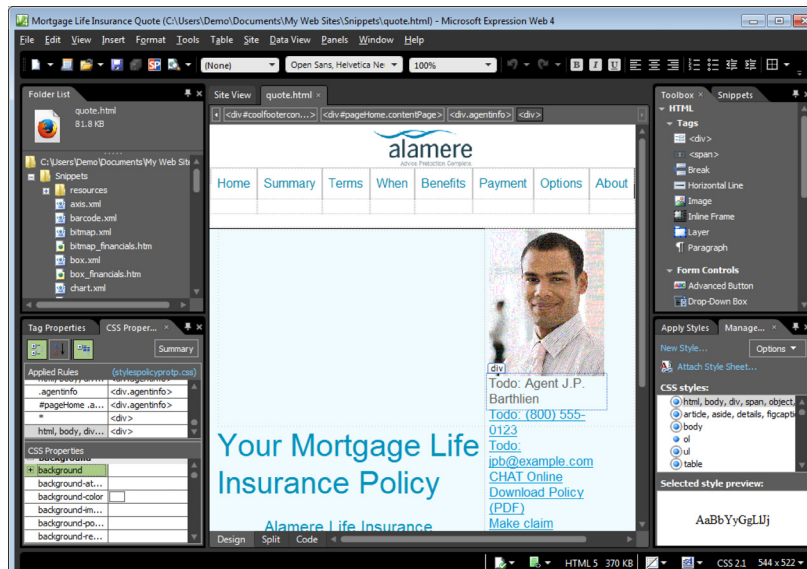 Mortgage Life Insurance Quote (C:\Users\Demo\Documents\My Web Sites\Snippets\quote.html) - Microsoft Expression Web 4
File Edit View Insert Format Tools Table Site Data View Panels Window Help
(None) Open Sans, Helvetica Ne 100%
Folder List
quote.html
81.8 KB
C:\Users\Demo\Documents\My Web Sit
Snippets
resources
axis.xml
barcode.xml
bitmap.xml
bitmap_financials.htm
box.xml
box_financials.htm
chart.xml
Tag Properties CSS Proper...
Summary
Applied Rules (stylespolicyprotp.css)
html, body, div... <div.agentinfo>
.agentinfo <div.agentinfo>
#pageHome .a... <div.agentinfo>
* <div>
html, body, div... <div>
CSS Properties
background
background
background-at...
background-color
background-im...
background-po...
background-re...
Site View quote.html
<div#coolfootercon...> <div#pageHome.contentPage> <div.agentinfo> <div>
alamere
Home Summary Terms When Benefits Payment Options About
div
Todo: Agent J.P.
Barthlien
Todo: (800) 555-
0123
Todo:
jpb@example.com
CHAT Online
Download Policy
(PDF)
Make claim
Your Mortgage Life
Insurance Policy
Alamere Life Insurance
Design Split Code
Toolbox Snippets
HTML
Tags
<div>
<span>
Break
Horizontal Line
Image
Inline Frame
Layer
Paragraph
Form Controls
Advanced Button
Drop-Down Box
Apply Styles Manage...
New Style... Options
Attach Style Sheet...
CSS styles:
html, body, div, span, object,
article, aside, details, figcapti
body
ol
ul
table
Selected style preview:
AaBbYyGgLlJj
HTML 5 370 KB CSS 2.1 544 x 522